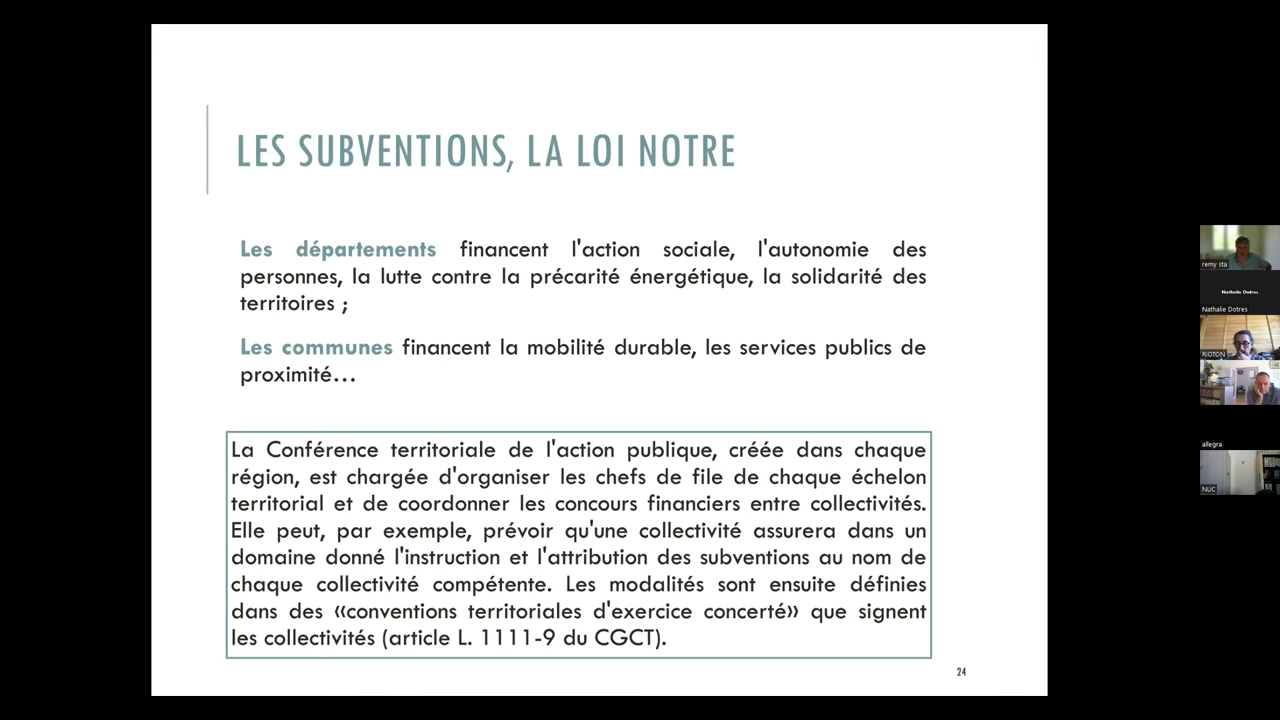 LES SUBVENTIONS, LA LOI NOTRE
Les départements financent l'action sociale, l'autonomie des
personnes, la lutte contre la précarité énergétique, la solidarité des
territoires ;
Les communes financent la mobilité durable, les services publics de
proximité…
La Conférence territoriale de l'action publique, créée dans chaque
région, est chargée d'organiser les chefs de file de chaque échelon
territorial et de coordonner les concours financiers entre collectivités.
Elle peut, par exemple, prévoir qu'une collectivité assurera dans un
domaine donné l'instruction et l'attribution des subventions au nom de
chaque collectivité compétente. Les modalités sont ensuite définies
dans des «conventions territoriales d'exercice concerté» que signent
les collectivités (article L. 1111-9 du CGCT).
24
remy sta
Nathalie Dotres
Nathalie Dotres
RIOTON
allegra
NUC